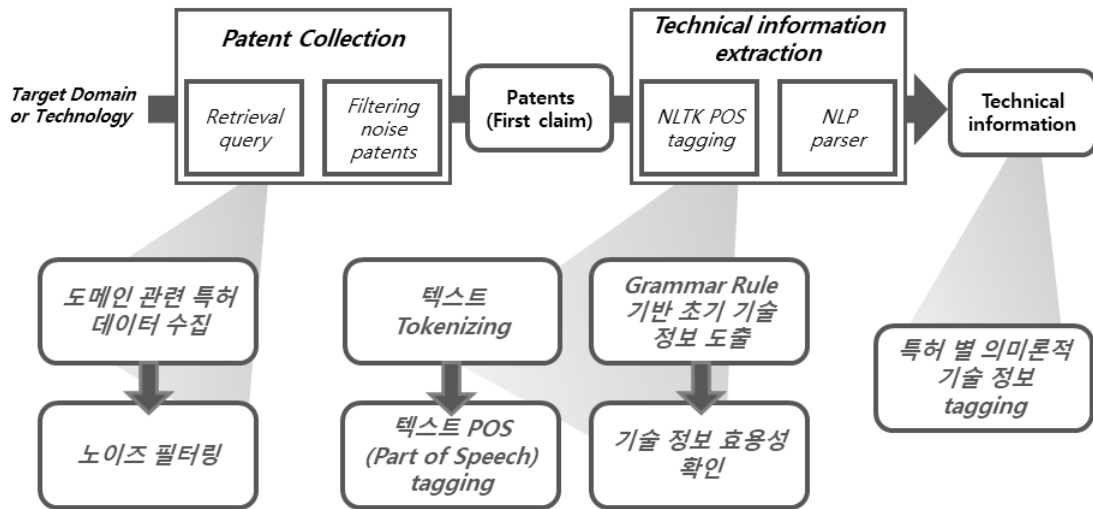 Patent Collection
Technical information
extraction
Target Domain
or Technology
Retrieval
query
Filtering
noise
patents
Patents
(First claim)
NLTK POS
tagging
NLP
parser
Technical
information
도메인 관련 특허
데이터 수집
노이즈 필터링
텍스트
Tokenizing
텍스트 POS
(Part of Speech)
tagging
Grammar Rule
기반 초기 기술
정보 도출
기술 정보 효용성
확인
특허 별 의미론적
기술 정보
tagging